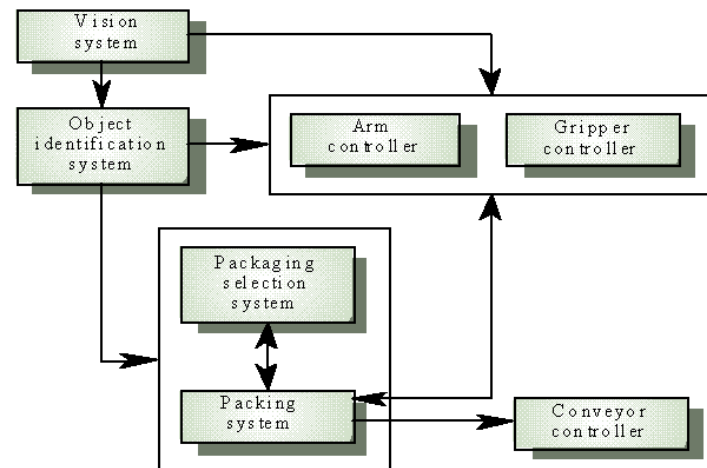 Vision
system
Object
identification
system
Arm
controller
Gripper
controller
Packaging
selection
system
Packing
system
Conveyor
controller